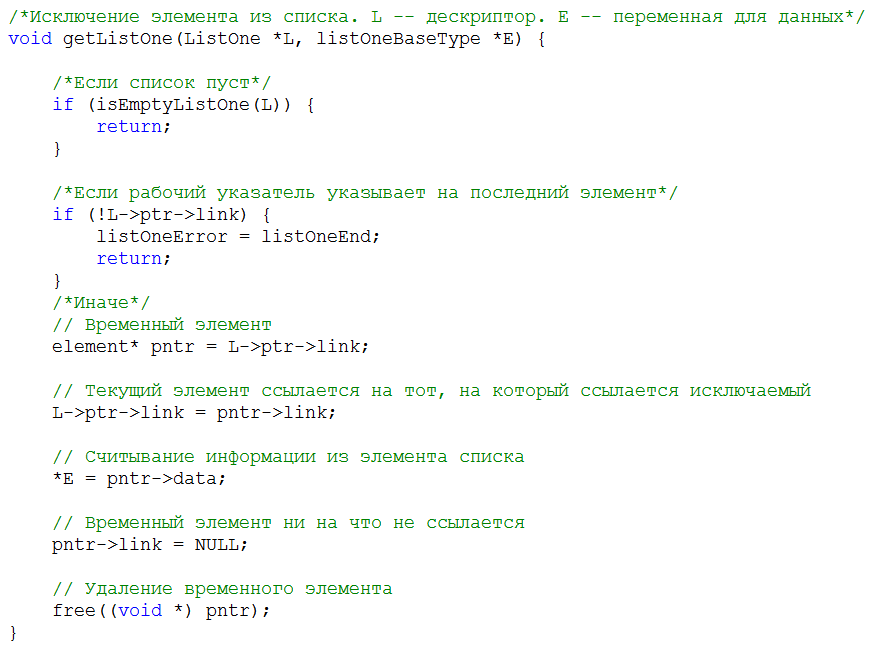 /*Исключение элемента из списка. L -- дескриптор. E -- переменная для данных*/
void getListOne(ListOne *L, listOneBaseType *E) {
/*Если список пуст*/
if (isEmptyListOne(L)) {
return;
}
/*Если рабочий указатель указывает на последний элемент*/
if (!L->ptr->link) {
listOneError = listOneEnd;
return;
}
/*Иначе*/
// Временный элемент
element* pntr = L->ptr->link;
// Текущий элемент ссылается на тот, на который ссылается исключаемый
L->ptr->link = pntr->link;
// Считывание информации из элемента списка
*E = pntr->data;
// Временный элемент ни на что не ссылается
pntr->link = NULL;
// Удаление временного элемента
free((void *) pntr);
}